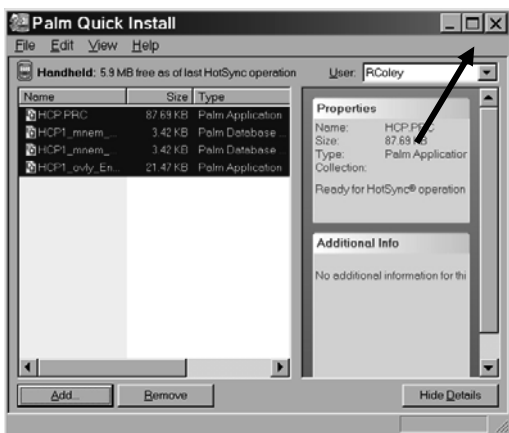 Palm Quick Install
File Edit View Help
Handheld: 5.9 MB free as of last HotSync operation
User: RColey
Name Size Type
HCP.PRC 87.69 KB Palm Application
HCP1_mnem_... 3.42 KB Palm Database ...
HCP1_mnem_... 3.42 KB Palm Database
HCP1_ovly_En... 21.47 KB Palm Application
Properties
Name: HCP.PRC
Size: 87.69 KB
Type: Palm Application
Collection:
Ready for HotSync® operation
Additional Info
No additional information for thi
Add... Remove Hide Details